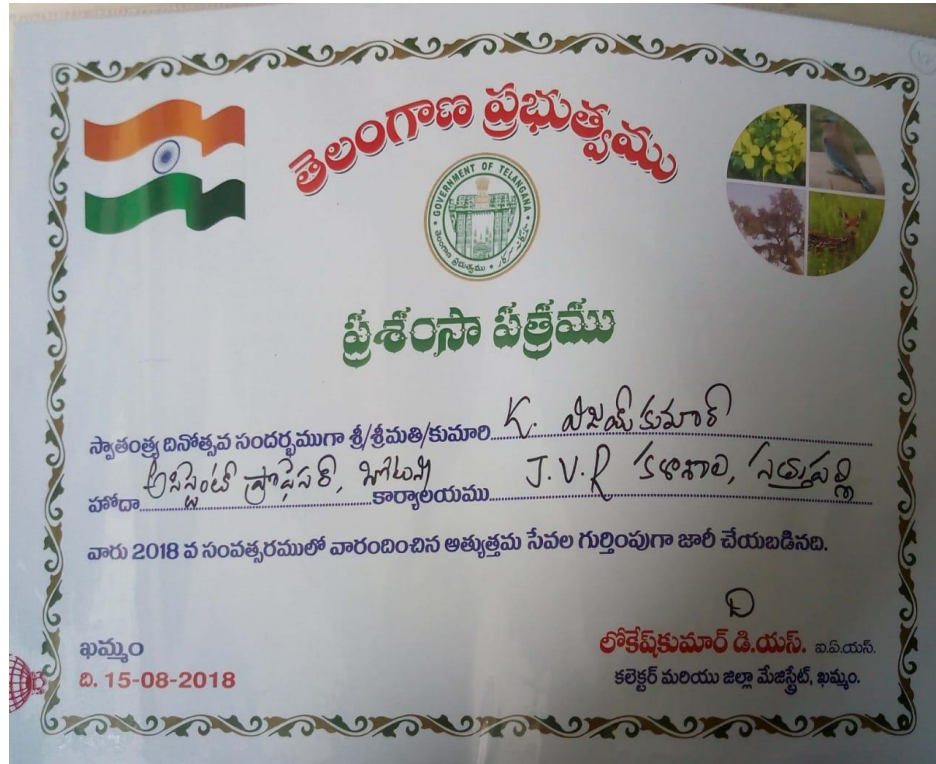 తెలంగాణ ప్రభుత్వము
GOVERNMENT OF TELANGANA
తెలంగాణ ప్రభుత్వము
ప్రశంసా పత్రము
స్వాతంత్ర్య దినోత్సవ సందర్భముగా శ్రీ/శ్రీమతి/కుమారి K. విజయ్ కుమార్
హోదా అసిస్టెంట్ ప్రొఫెసర్, బోటని కార్యాలయము J.V.R కళాశాల, సత్తుపల్లి
వారు 2018 వ సంవత్సరములో వారందించిన అత్యుత్తమ సేవల గుర్తింపుగా జారీ చేయబడినది.
ఖమ్మం
ది. 15-08-2018
లోకేష్‌కుమార్ డి.యస్. ఐ.ఏ.యస్.
కలెక్టర్ మరియు జిల్లా మేజిస్ట్రేట్, ఖమ్మం.